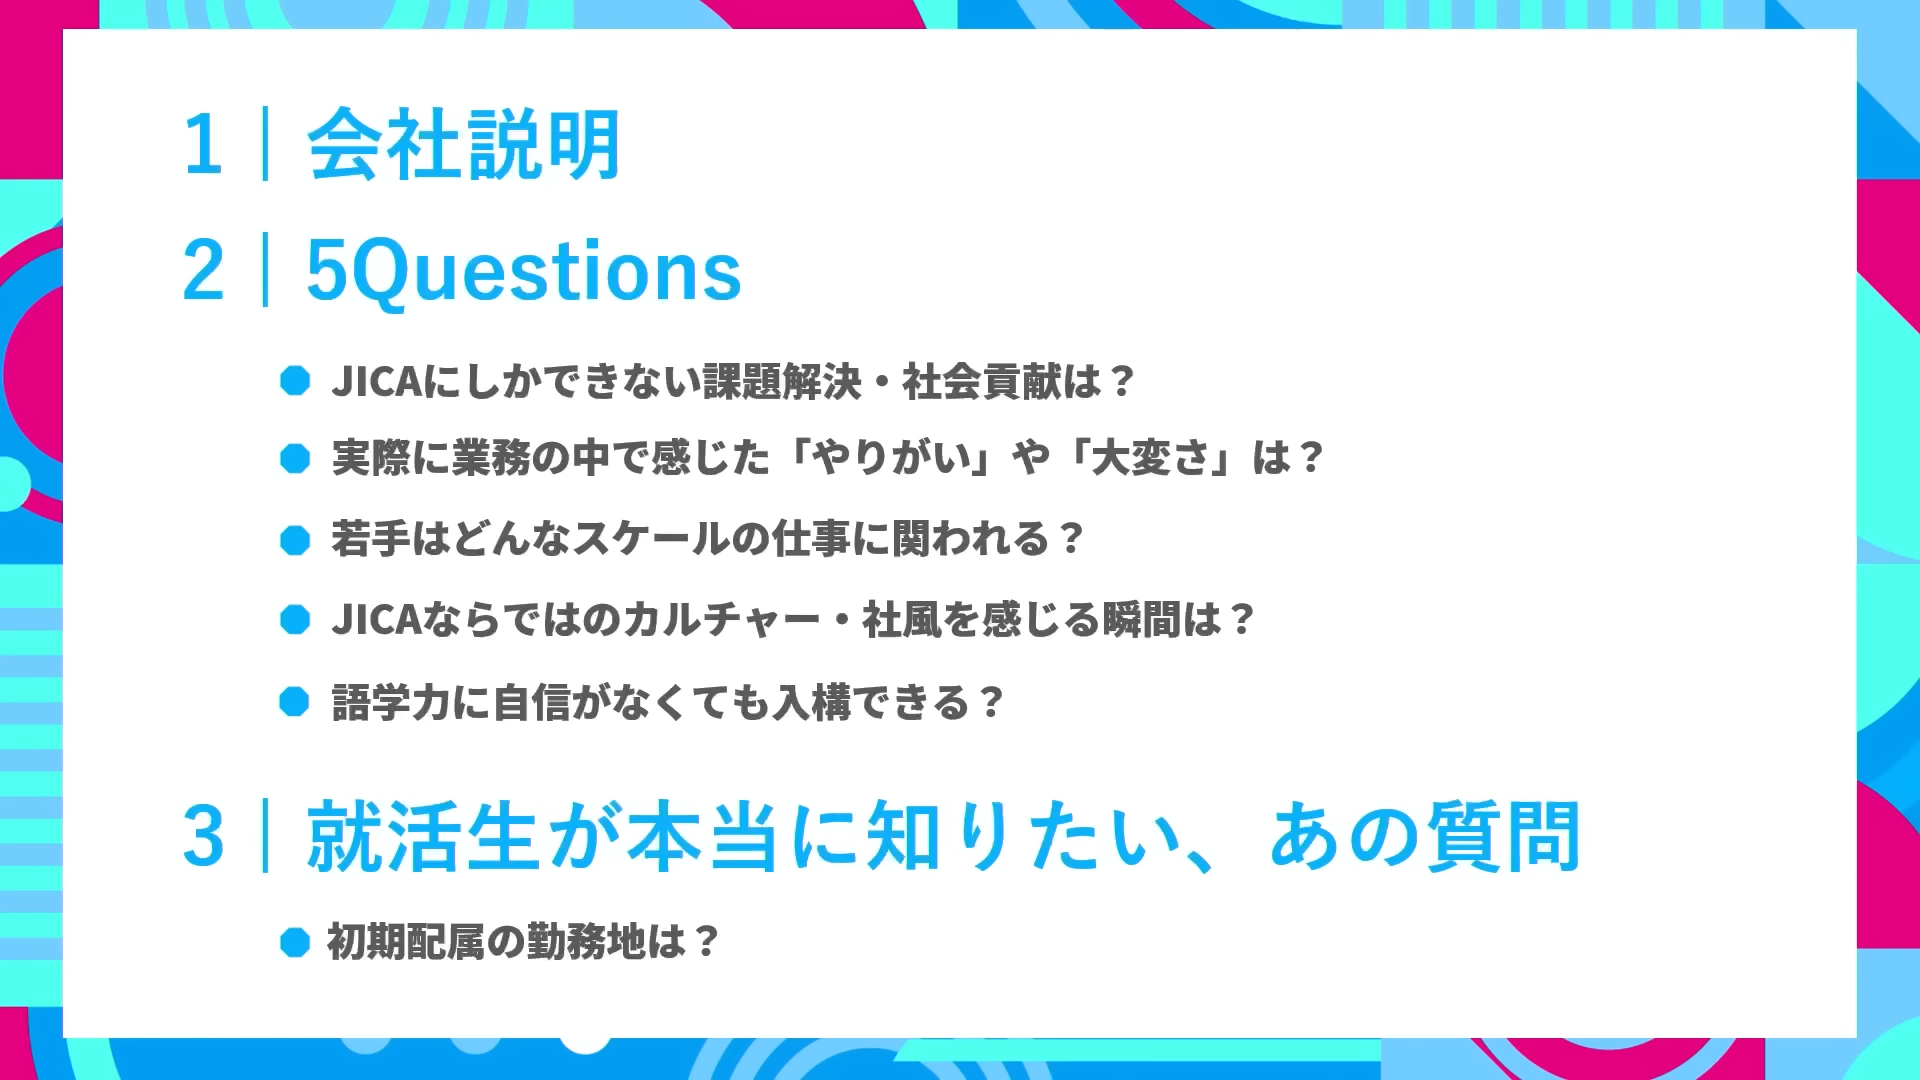 1｜会社説明
2｜5Questions
JICAにしかできない課題解決・社会貢献は？
実際に業務の中で感じた「やりがい」や「大変さ」は？
若手はどんなスケールの仕事に関われる？
JICAならではのカルチャー・社風を感じる瞬間は？
語学力に自信がなくても入構できる？
3｜就活生が本当に知りたい、あの質問
初期配属の勤務地は？